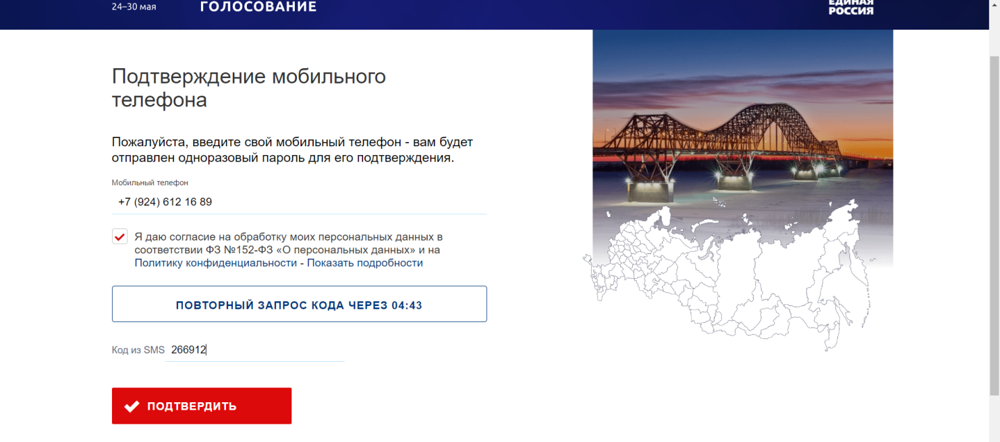 24–30 мая
ГОЛОСОВАНИЕ
ЕДИНАЯ
РОССИЯ
Подтверждение мобильного
телефона
Пожалуйста, введите свой мобильный телефон - вам будет
отправлен одноразовый пароль для его подтверждения.
Мобильный телефон
+7 (924) 612 16 89
Я даю согласие на обработку моих персональных данных в
соответствии ФЗ №152-ФЗ «О персональных данных» и на
Политику конфиденциальности - Показать подробности
ПОВТОРНЫЙ ЗАПРОС КОДА ЧЕРЕЗ 04:43
Код из SMS 266912
ПОДТВЕРДИТЬ